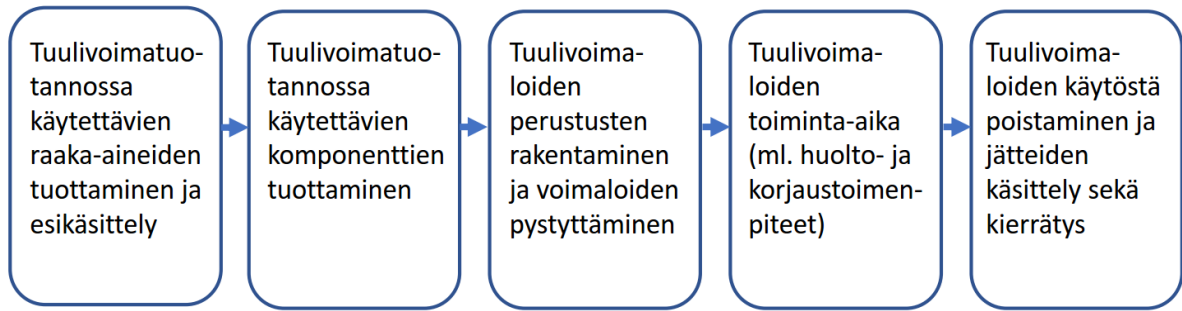 Tuulivoimatuo-
tannossa
käytettävien
raaka-aineiden
tuottaminen ja
esikäsittely
Tuulivoimatuo-
tannossa
käytettävien
komponenttien
tuottaminen
Tuulivoima-
loiden
perustusten
rakentaminen
ja voimaloiden
pystyttäminen
Tuulivoima-
loiden
toiminta-aika
(ml. huolto- ja
korjaustoimen-
piteet)
Tuulivoima-
loiden käytöstä
poistaminen ja
jätteiden
käsittely sekä
kierrätys